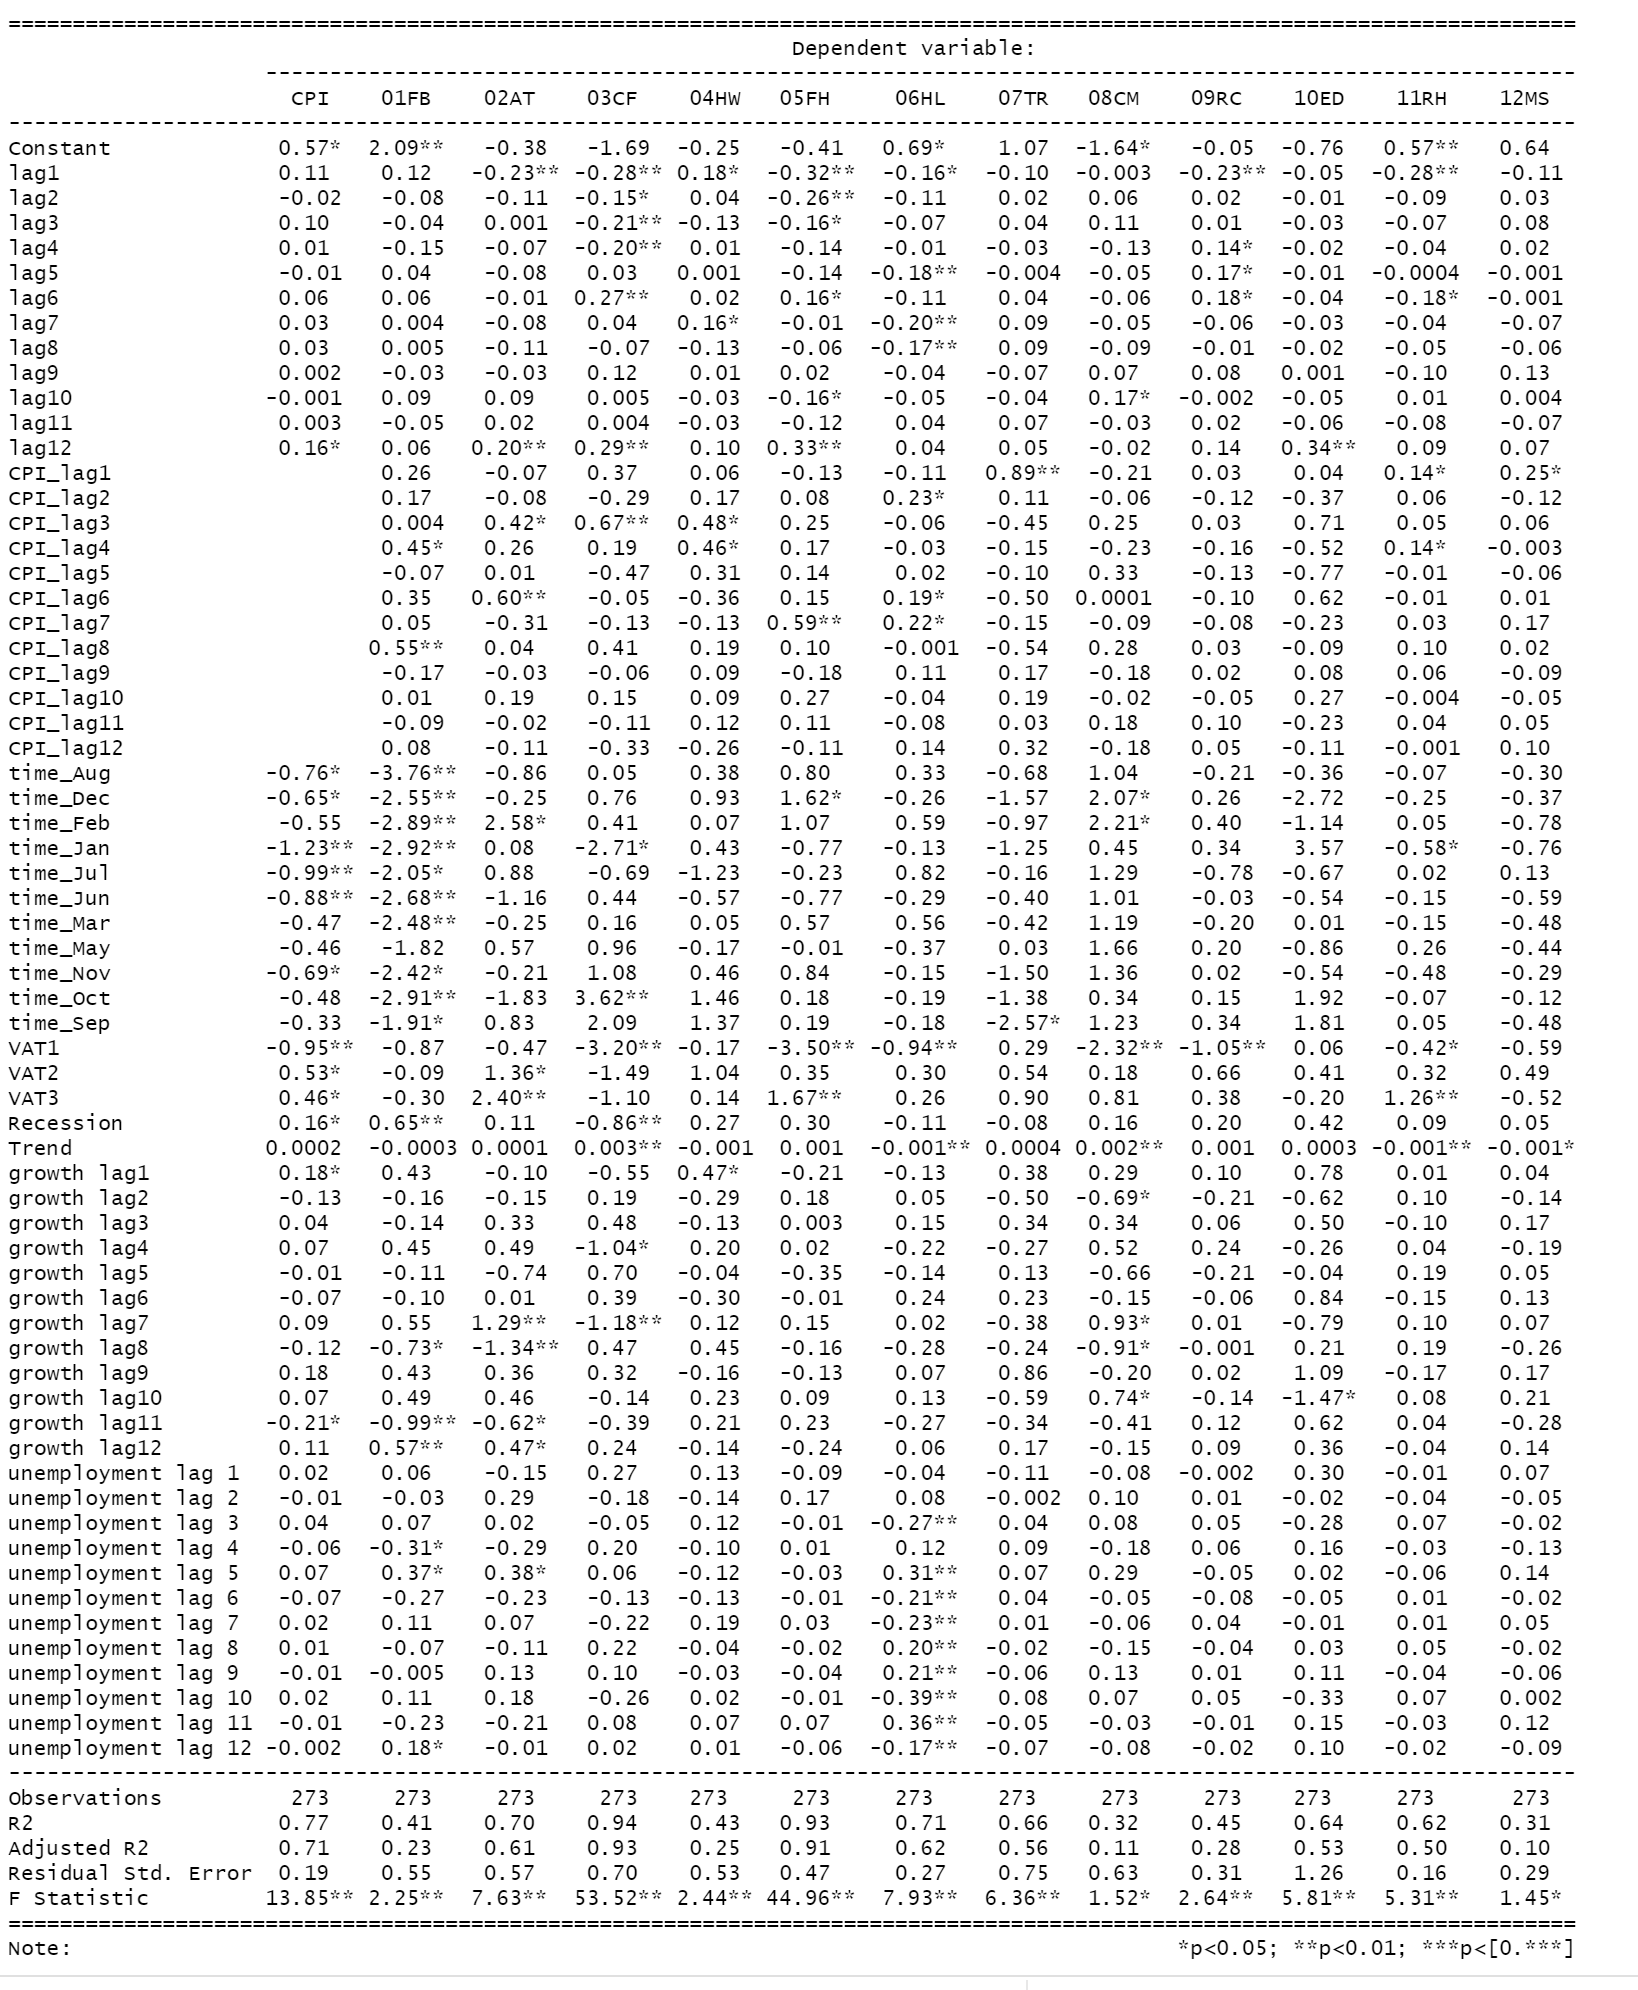 ==========================================================================================================================
Dependent variable:
------------------------------------------------------------------------------------------------------
CPI 01FB 02AT 03CF 04HW 05FH 06HL 07TR 08CM 09RC 10ED 11RH 12MS
--------------------------------------------------------------------------------------------------------------------------
Constant 0.57* 2.09** -0.38 -1.69 -0.25 -0.41 0.69* 1.07 -1.64* -0.05 -0.76 0.57** 0.64
lag1 0.11 0.12 -0.23** -0.28** 0.18* -0.32** -0.16* -0.10 -0.003 -0.23** -0.05 -0.28** -0.11
lag2 -0.02 -0.08 -0.11 -0.15* 0.04 -0.26** -0.11 0.02 0.06 0.02 -0.01 -0.09 0.03
lag3 0.10 -0.04 0.001 -0.21** -0.13 -0.16* -0.07 0.04 0.11 0.01 -0.03 -0.07 0.08
lag4 0.01 -0.15 -0.07 -0.20** 0.01 -0.14 -0.01 -0.03 -0.13 0.14* -0.02 -0.04 0.02
lag5 -0.01 0.04 -0.08 0.03 0.001 -0.14 -0.18** -0.004 -0.05 0.17* -0.01 -0.0004 -0.001
lag6 0.06 0.06 -0.01 0.27** 0.02 0.16* -0.11 0.04 -0.06 0.18* -0.04 -0.18* -0.001
lag7 0.03 0.004 -0.08 0.04 0.16* -0.01 -0.20** 0.09 -0.05 -0.06 -0.03 -0.04 -0.07
lag8 0.03 0.005 -0.11 -0.07 -0.13 -0.06 -0.17** 0.09 -0.09 -0.01 -0.02 -0.05 -0.06
lag9 0.002 -0.03 -0.03 0.12 0.01 0.02 -0.04 -0.07 0.07 0.08 0.001 -0.10 0.13
lag10 -0.001 0.09 0.09 0.005 -0.03 -0.16* -0.05 -0.04 0.17* -0.002 -0.05 0.01 0.004
lag11 0.003 -0.05 0.02 0.004 -0.03 -0.12 0.04 0.07 -0.03 0.02 -0.06 -0.08 -0.07
lag12 0.16* 0.06 0.20** 0.29** 0.10 0.33** 0.04 0.05 -0.02 0.14 0.34** 0.09 0.07
CPI_lag1 0.26 -0.07 0.37 0.06 -0.13 -0.11 0.89** -0.21 0.03 0.04 0.14* 0.25*
CPI_lag2 0.17 -0.08 -0.29 0.17 0.08 0.23* 0.11 -0.06 -0.12 -0.37 0.06 -0.12
CPI_lag3 0.004 0.42* 0.67** 0.48* 0.25 -0.06 -0.45 0.25 0.03 0.71 0.05 0.06
CPI_lag4 0.45* 0.26 0.19 0.46* 0.17 -0.03 -0.15 -0.23 -0.16 -0.52 0.14* -0.003
CPI_lag5 -0.07 0.01 -0.47 0.31 0.14 0.02 -0.10 0.33 -0.13 -0.77 -0.01 -0.06
CPI_lag6 0.35 0.60** -0.05 -0.36 0.15 0.19* -0.50 0.0001 -0.10 0.62 -0.01 0.01
CPI_lag7 0.05 -0.31 -0.13 -0.13 0.59** 0.22* -0.15 -0.09 -0.08 -0.23 0.03 0.17
CPI_lag8 0.55** 0.04 0.41 0.19 0.10 -0.001 -0.54 0.28 0.03 -0.09 0.10 0.02
CPI_lag9 -0.17 -0.03 -0.06 0.09 -0.18 0.11 0.17 -0.18 0.02 0.08 0.06 -0.09
CPI_lag10 0.01 0.19 0.15 0.09 0.27 -0.04 0.19 -0.02 -0.05 0.27 -0.004 -0.05
CPI_lag11 -0.09 -0.02 -0.11 0.12 0.11 -0.08 0.03 0.18 0.10 -0.23 0.04 0.05
CPI_lag12 0.08 -0.11 -0.33 -0.26 -0.11 0.14 0.32 -0.18 0.05 -0.11 -0.001 0.10
time_Aug -0.76* -3.76** -0.86 0.05 0.38 0.80 0.33 -0.68 1.04 -0.21 -0.36 -0.07 -0.30
time_Dec -0.65* -2.55** -0.25 0.76 0.93 1.62* -0.26 -1.57 2.07* 0.26 -2.72 -0.25 -0.37
time_Feb -0.55 -2.89** 2.58* 0.41 0.07 1.07 0.59 -0.97 2.21* 0.40 -1.14 0.05 -0.78
time_Jan -1.23** -2.92** 0.08 -2.71* 0.43 -0.77 -0.13 -1.25 0.45 0.34 3.57 -0.58* -0.76
time_Jul -0.99** -2.05* 0.88 -0.69 -1.23 -0.23 0.82 -0.16 1.29 -0.78 -0.67 0.02 0.13
time_Jun -0.88** -2.68** -1.16 0.44 -0.57 -0.77 -0.29 -0.40 1.01 -0.03 -0.54 -0.15 -0.59
time_Mar -0.47 -2.48** -0.25 0.16 0.05 0.57 0.56 -0.42 1.19 -0.20 0.01 -0.15 -0.48
time_May -0.46 -1.82 0.57 0.96 -0.17 -0.01 -0.37 0.03 1.66 0.20 -0.86 0.26 -0.44
time_Nov -0.69* -2.42* -0.21 1.08 0.46 0.84 -0.15 -1.50 1.36 0.02 -0.54 -0.48 -0.29
time_Oct -0.48 -2.91** -1.83 3.62** 1.46 0.18 -0.19 -1.38 0.34 0.15 1.92 -0.07 -0.12
time_Sep -0.33 -1.91* 0.83 2.09 1.37 0.19 -0.18 -2.57* 1.23 0.34 1.81 0.05 -0.48
VAT1 -0.95** -0.87 -0.47 -3.20** -0.17 -3.50** -0.94** 0.29 -2.32** -1.05** 0.06 -0.42* -0.59
VAT2 0.53* -0.09 1.36* -1.49 1.04 0.35 0.30 0.54 0.18 0.66 0.41 0.32 0.49
VAT3 0.46* -0.30 2.40** -1.10 0.14 1.67** 0.26 0.90 0.81 0.38 -0.20 1.26** -0.52
Recession 0.16* 0.65** 0.11 -0.86** 0.27 0.30 -0.11 -0.08 0.16 0.20 0.42 0.09 0.05
Trend 0.0002 -0.0003 0.0001 0.003** -0.001 0.001 -0.001** 0.0004 0.002** 0.001 0.0003 -0.001** -0.001*
growth lag1 0.18* 0.43 -0.10 -0.55 0.47* -0.21 -0.13 0.38 0.29 0.10 0.78 0.01 0.04
growth lag2 -0.13 -0.16 -0.15 0.19 -0.29 0.18 0.05 -0.50 -0.69* -0.21 -0.62 0.10 -0.14
growth lag3 0.04 -0.14 0.33 0.48 -0.13 0.003 0.15 0.34 0.34 0.06 0.50 -0.10 0.17
growth lag4 0.07 0.45 0.49 -1.04* 0.20 0.02 -0.22 -0.27 0.52 0.24 -0.26 0.04 -0.19
growth lag5 -0.01 -0.11 -0.74 0.70 -0.04 -0.35 -0.14 0.13 -0.66 -0.21 -0.04 0.19 0.05
growth lag6 -0.07 -0.10 0.01 0.39 -0.30 -0.01 0.24 0.23 -0.15 -0.06 0.84 -0.15 0.13
growth lag7 0.09 0.55 1.29** -1.18** 0.12 0.15 0.02 -0.38 0.93* 0.01 -0.79 0.10 0.07
growth lag8 -0.12 -0.73* -1.34** 0.47 0.45 -0.16 -0.28 -0.24 -0.91* -0.001 0.21 0.19 -0.26
growth lag9 0.18 0.43 0.36 0.32 -0.16 -0.13 0.07 0.86 -0.20 0.02 1.09 -0.17 0.17
growth lag10 0.07 0.49 0.46 -0.14 0.23 0.09 0.13 -0.59 0.74* -0.14 -1.47* 0.08 0.21
growth lag11 -0.21* -0.99** -0.62* -0.39 0.21 0.23 -0.27 -0.34 -0.41 0.12 0.62 0.04 -0.28
growth lag12 0.11 0.57** 0.47* 0.24 -0.14 -0.24 0.06 0.17 -0.15 0.09 0.36 -0.04 0.14
unemployment lag 1 0.02 0.06 -0.15 0.27 0.13 -0.09 -0.04 -0.11 -0.08 -0.002 0.30 -0.01 0.07
unemployment lag 2 -0.01 -0.03 0.29 -0.18 -0.14 0.17 0.08 -0.002 0.10 0.01 -0.02 -0.04 -0.05
unemployment lag 3 0.04 0.07 0.02 -0.05 0.12 -0.01 -0.27** 0.04 0.08 0.05 -0.28 0.07 -0.02
unemployment lag 4 -0.06 -0.31* -0.29 0.20 -0.10 0.01 0.12 0.09 -0.18 0.06 0.16 -0.03 -0.13
unemployment lag 5 0.07 0.37* 0.38* 0.06 -0.12 -0.03 0.31** 0.07 0.29 -0.05 0.02 -0.06 0.14
unemployment lag 6 -0.07 -0.27 -0.23 -0.13 -0.13 -0.01 -0.21** 0.04 -0.05 -0.08 -0.05 0.01 -0.02
unemployment lag 7 0.02 0.11 0.07 -0.22 0.19 0.03 -0.23** 0.01 -0.06 0.04 -0.01 0.01 0.05
unemployment lag 8 0.01 -0.07 -0.11 0.22 -0.04 -0.02 0.20** -0.02 -0.15 -0.04 0.03 0.05 -0.02
unemployment lag 9 -0.01 -0.005 0.13 0.10 -0.03 -0.04 0.21** -0.06 0.13 0.01 0.11 -0.04 -0.06
unemployment lag 10 0.02 0.11 0.18 -0.26 0.02 -0.01 -0.39** 0.08 0.07 0.05 -0.33 0.07 0.002
unemployment lag 11 -0.01 -0.23 -0.21 0.08 0.07 0.07 0.36** -0.05 -0.03 -0.01 0.15 -0.03 0.12
unemployment lag 12 -0.002 0.18* -0.01 0.02 0.01 -0.06 -0.17** -0.07 -0.08 -0.02 0.10 -0.02 -0.09
--------------------------------------------------------------------------------------------------------------------------
Observations 273 273 273 273 273 273 273 273 273 273 273 273 273
R2 0.77 0.41 0.70 0.94 0.43 0.93 0.71 0.66 0.32 0.45 0.64 0.62 0.31
Adjusted R2 0.71 0.23 0.61 0.93 0.25 0.91 0.62 0.56 0.11 0.28 0.53 0.50 0.10
Residual Std. Error 0.19 0.55 0.57 0.70 0.53 0.47 0.27 0.75 0.63 0.31 1.26 0.16 0.29
F Statistic 13.85** 2.25** 7.63** 53.52** 2.44** 44.96** 7.93** 6.36** 1.52* 2.64** 5.81** 5.31** 1.45*
==========================================================================================================================
Note: *p<0.05; **p<0.01; ***p<[0.***]